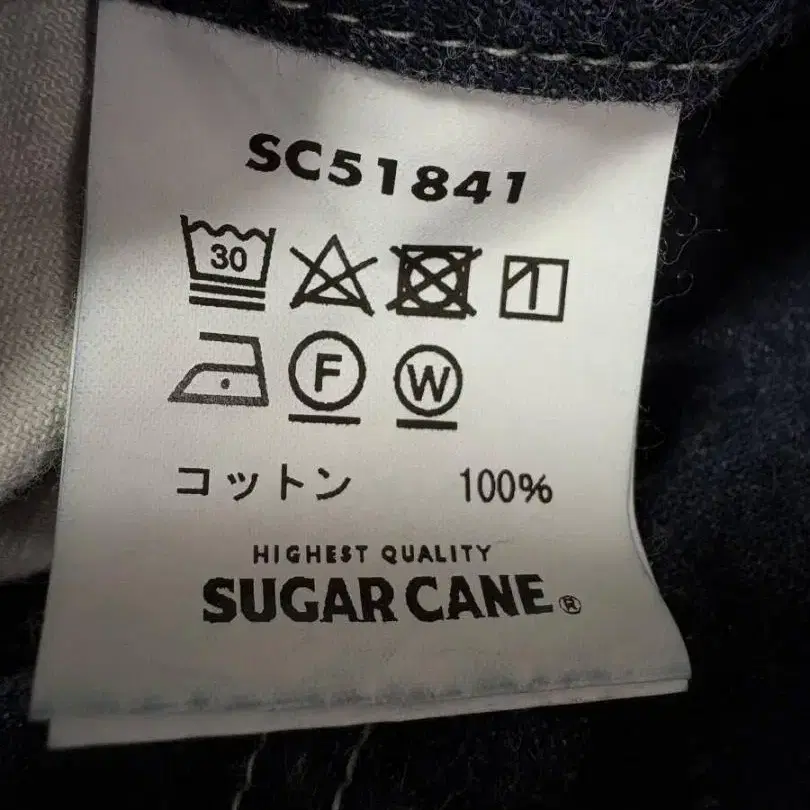 SC51841
30
F W
コットン 100%
HIGHEST QUALITY
SUGAR CANE ®